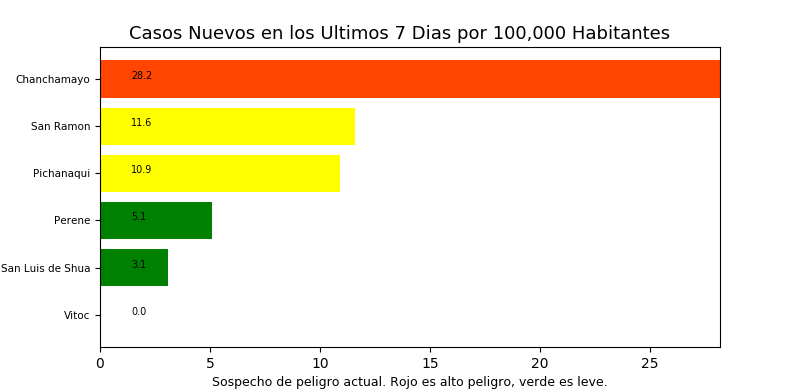 Casos Nuevos en los Ultimos 7 Dias por 100,000 Habitantes
Chanchamayo 28.2
San Ramon 11.6
Pichanaqui 10.9
Perene 5.1
San Luis de Shua 3.1
Vitoc 0.0
0 5 10 15 20 25
Sospecho de peligro actual. Rojo es alto peligro, verde es leve.